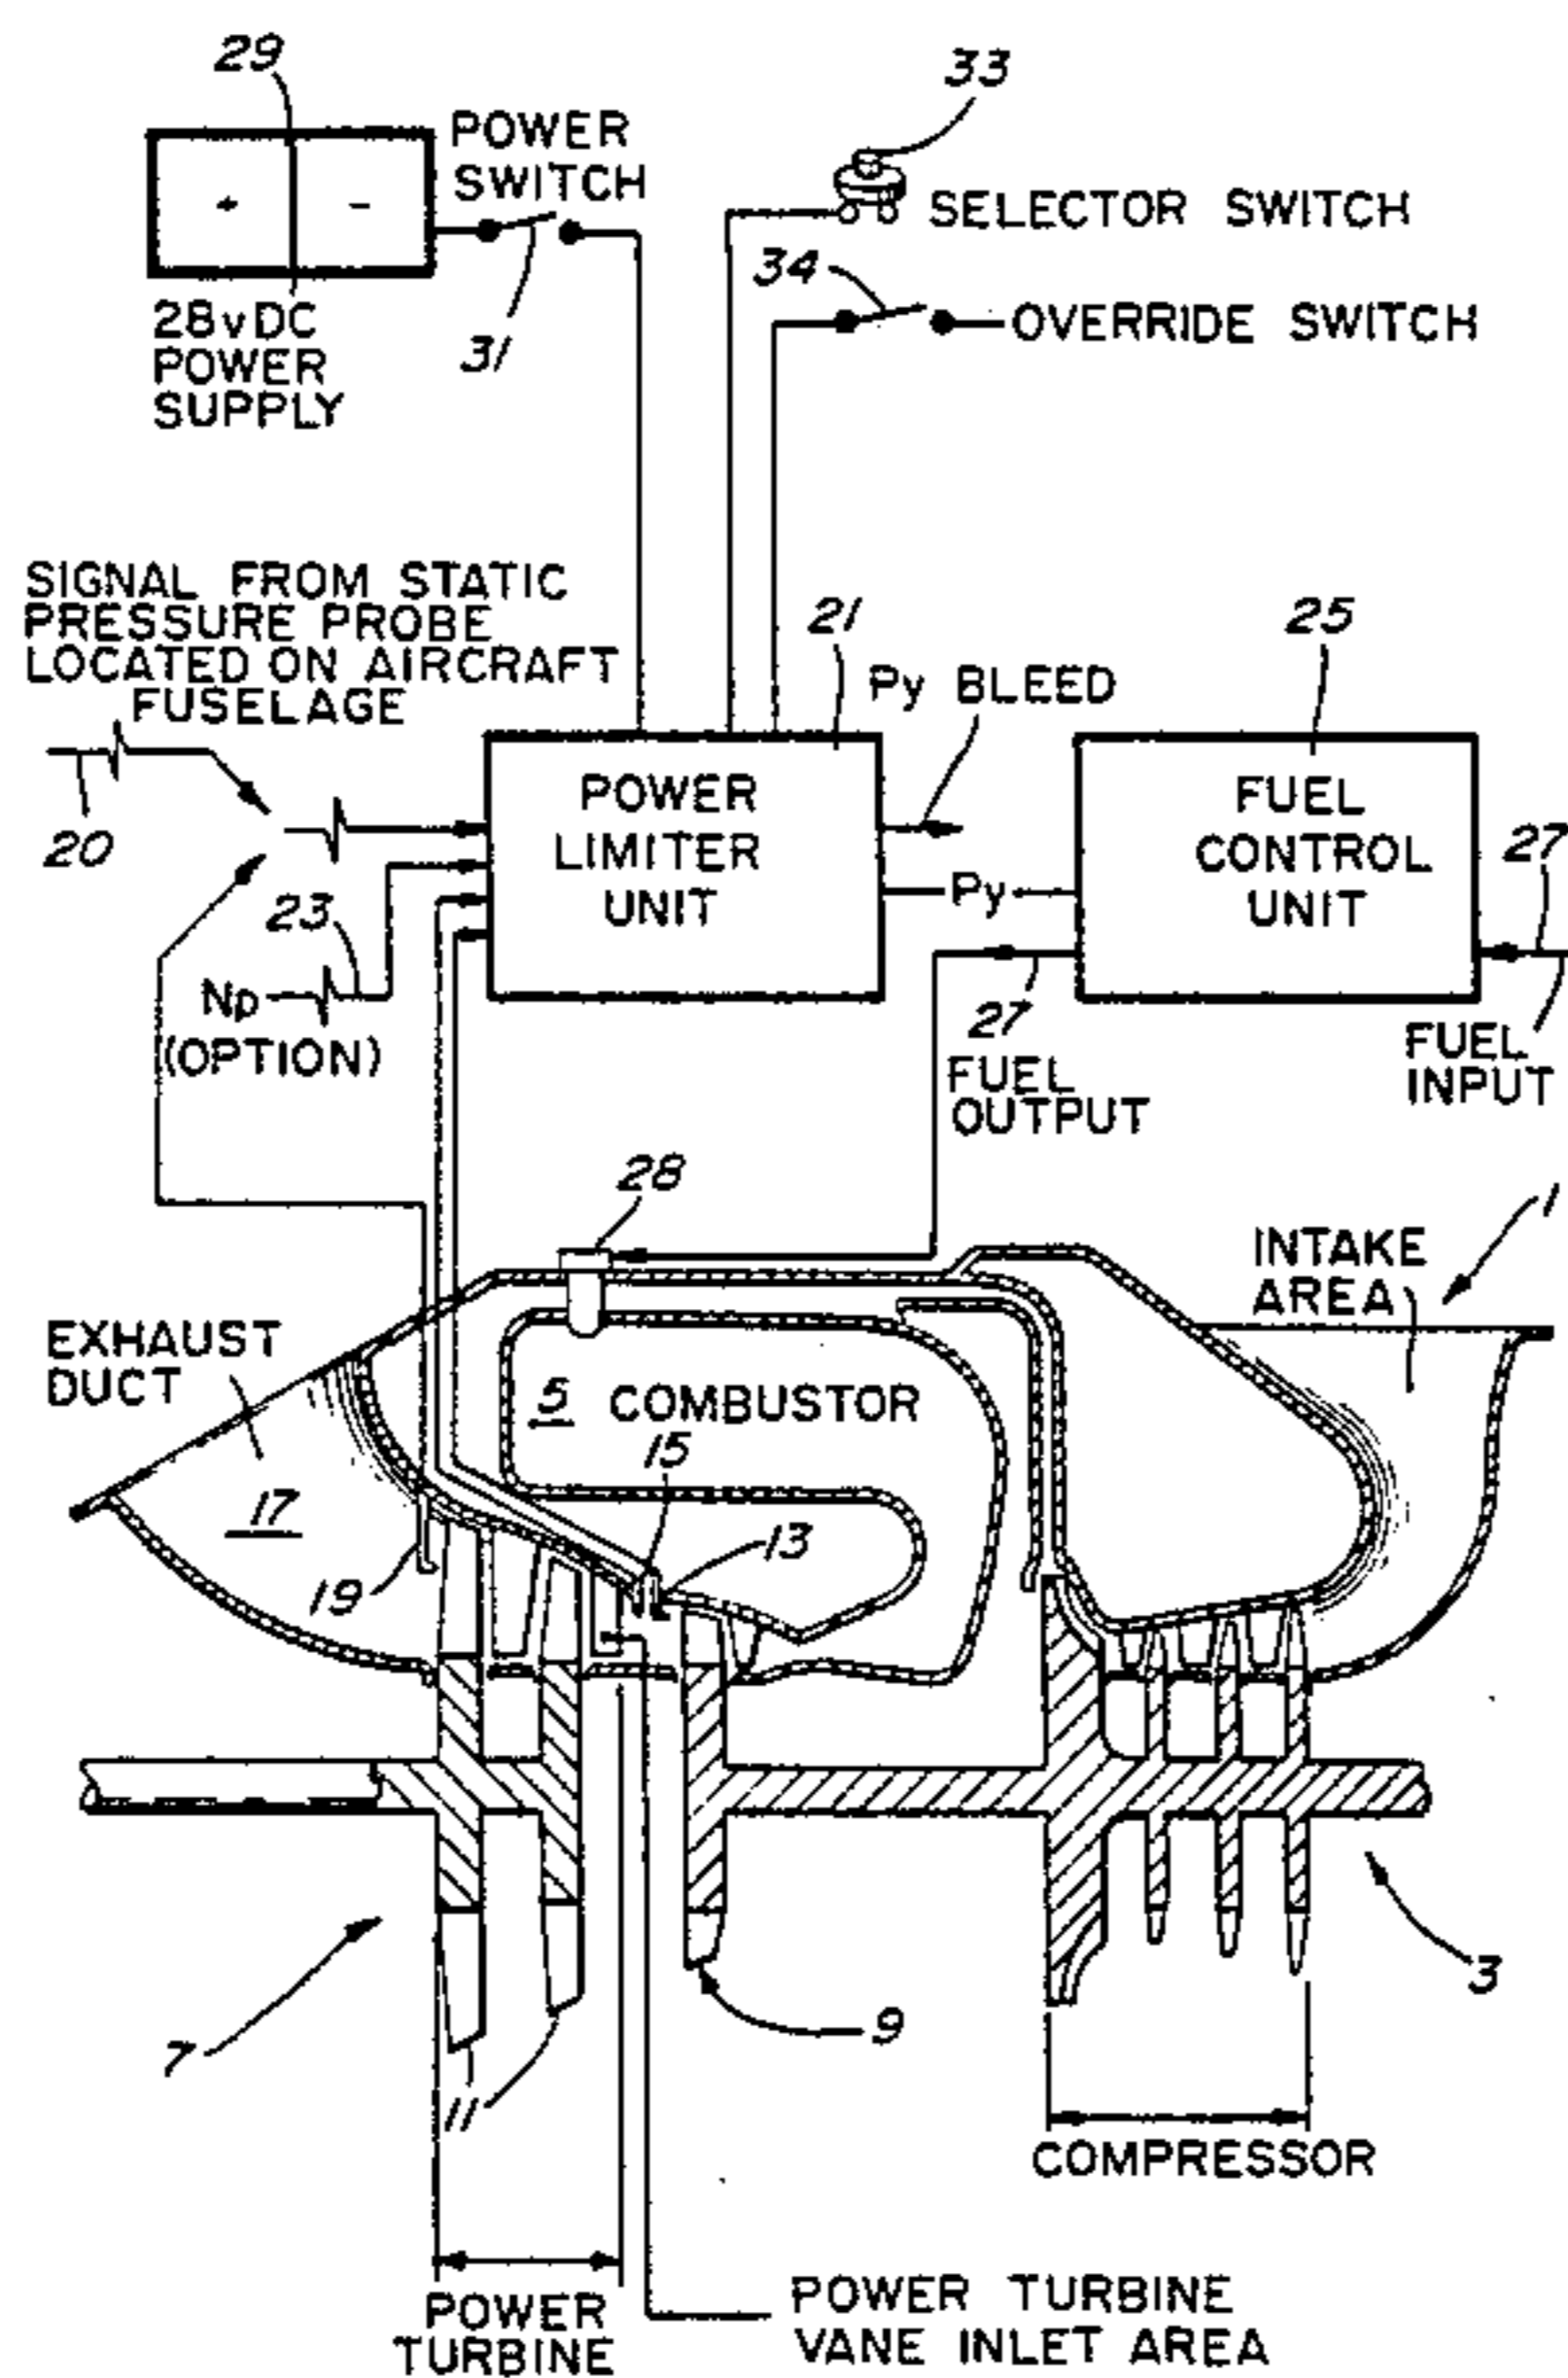 29
33
POWER
SWITCH
+ -
SELECTOR SWITCH
34
OVERRIDE SWITCH
28vDC
POWER
SUPPLY
31
SIGNAL FROM STATIC
PRESSURE PROBE
LOCATED ON AIRCRAFT
FUSELAGE
21
25
Py BLEED
20
POWER
LIMITER
UNIT
FUEL
CONTROL
UNIT
27
Py
23
Np
(OPTION)
27
FUEL
OUTPUT
FUEL
INPUT
28
1
INTAKE
AREA
EXHAUST
DUCT
5 COMBUSTOR
15
17
13
19
3
9
7
11
COMPRESSOR
POWER
TURBINE
POWER TURBINE
VANE INLET AREA